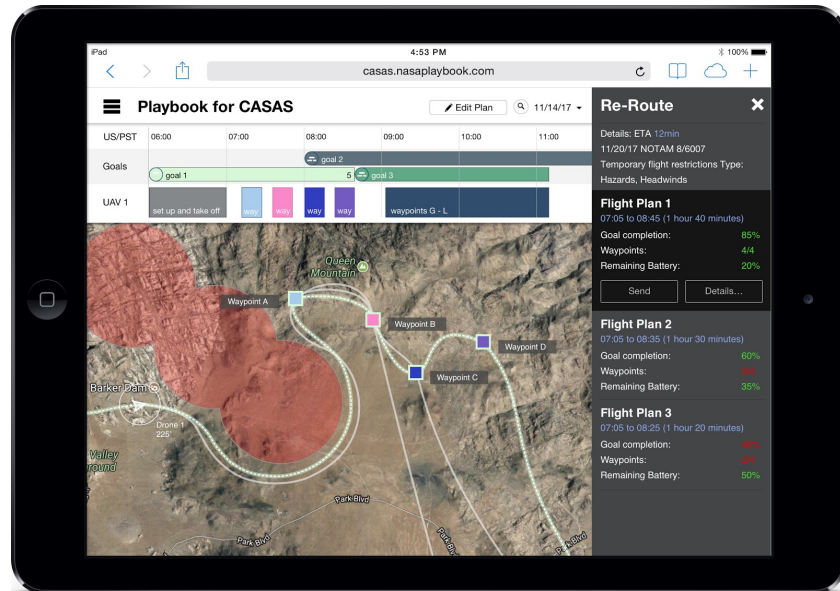 iPad
4:53 PM
100%
casas.nasaplaybook.com
Playbook for CASAS
Edit Plan
11/14/17
US/PST
06:00
07:00
08:00
09:00
10:00
11:00
Goals
goal 2
goal 1
5
goal 3
UAV 1
set up and take off
way
way
way
way
waypoints G - L
Queen
Mountain
Waypoint A
Waypoint B
Waypoint D
Waypoint C
Barker Dam
Drone 1
225'
Valley
Park Blvd
Park Blvd
Park Blvd
Park Blvd
Re-Route
Details: ETA 12min
11/20/17 NOTAM 8/6007
Temporary flight restrictions Type:
Hazards, Headwinds
Flight Plan 1
07:05 to 08:45 (1 hour 40 minutes)
Goal completion: 85%
Waypoints: 4/4
Remaining Battery: 20%
Send
Details...
Flight Plan 2
07:05 to 08:35 (1 hour 30 minutes)
Goal completion: 60%
Waypoints:
Remaining Battery: 35%
Flight Plan 3
07:05 to 08:25 (1 hour 20 minutes)
Goal completion:
Waypoints:
Remaining Battery: 50%